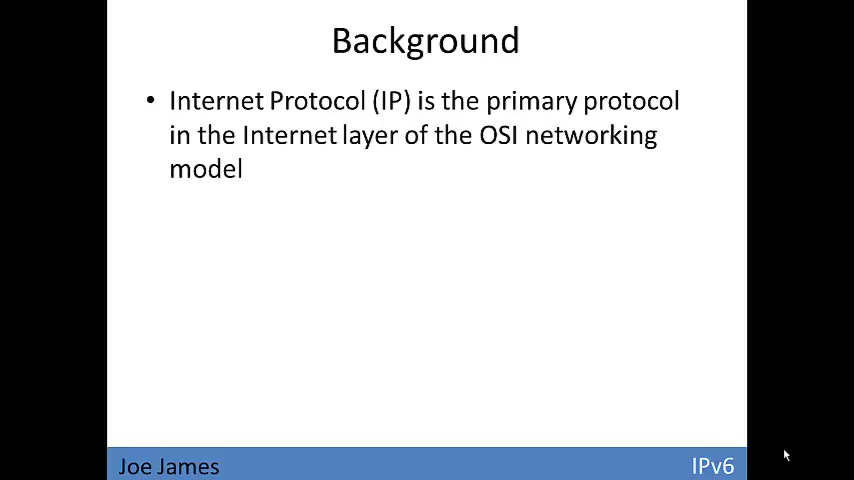 Background
• Internet Protocol (IP) is the primary protocol
in the Internet layer of the OSI networking
model
Joe James
IPv6